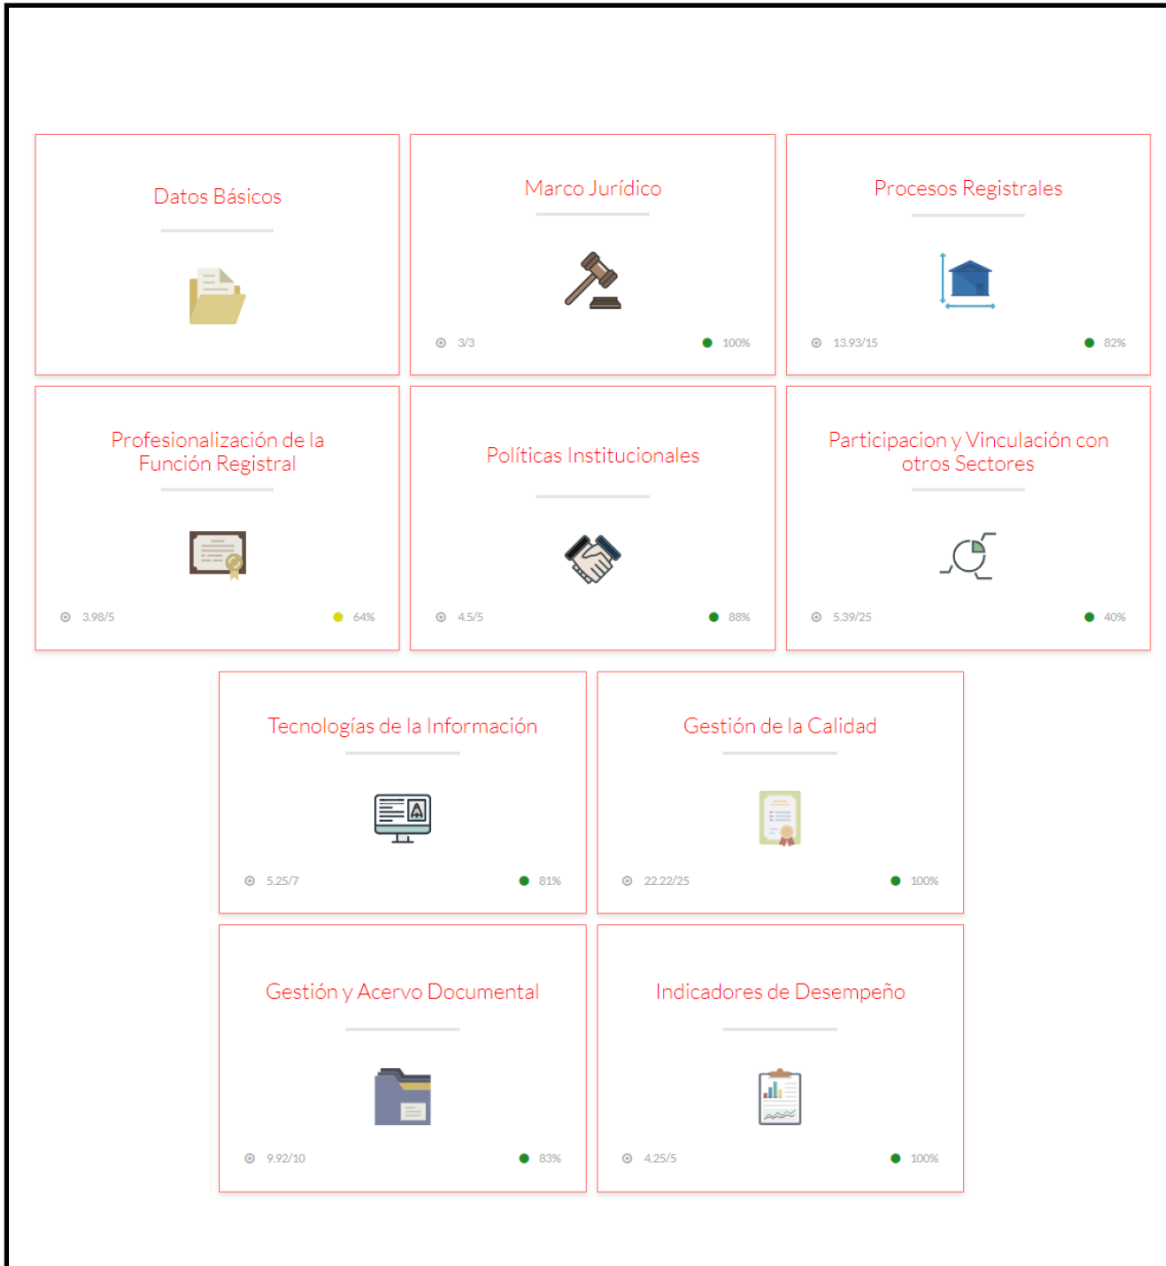 Datos Básicos
Marco Jurídico
3/3
100%
Procesos Registrales
13.93/15
82%
Profesionalización de la
Función Registral
3.98/5
64%
Políticas Institucionales
4.5/5
88%
Participacion y Vinculación con
otros Sectores
5.39/25
40%
Tecnologías de la Información
5.25/7
81%
Gestión de la Calidad
22.22/25
100%
Gestión y Acervo Documental
9.92/10
83%
Indicadores de Desempeño
4.25/5
100%